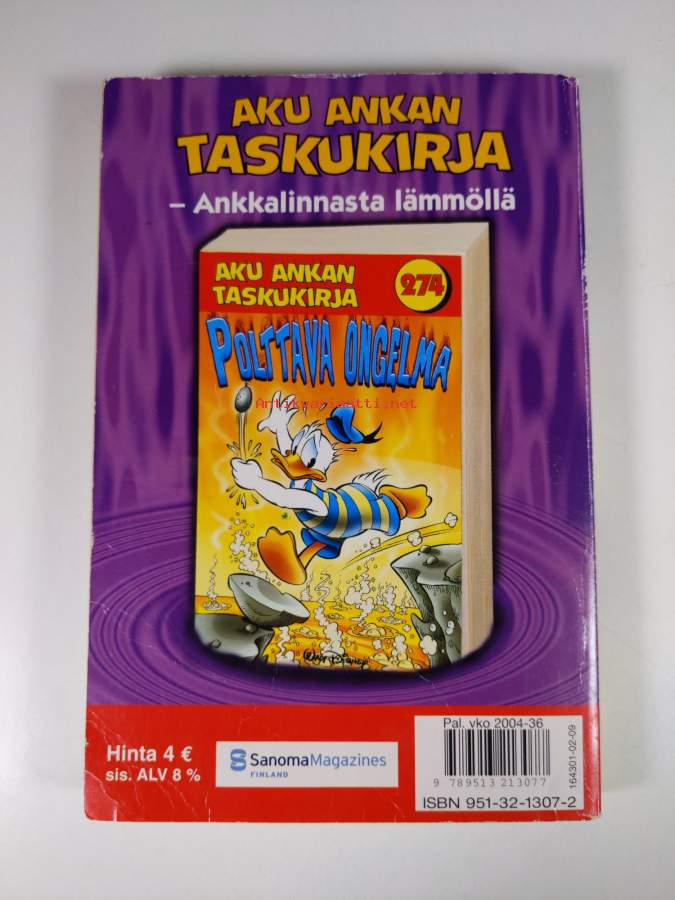 AKU ANKAN
TASKUKIRJA
– Ankkalinnasta lämmöllä
AKU ANKAN
TASKUKIRJA
274
POLTTAVA ONGELMA
Antikvariaatti.net
WALT DISNEY
Hinta 4 €
sis. ALV 8 %
SanomaMagazines
FINLAND
Pal. vko 2004-36
9 789513 213077
ISBN 951-32-1307-2
164301-02-09